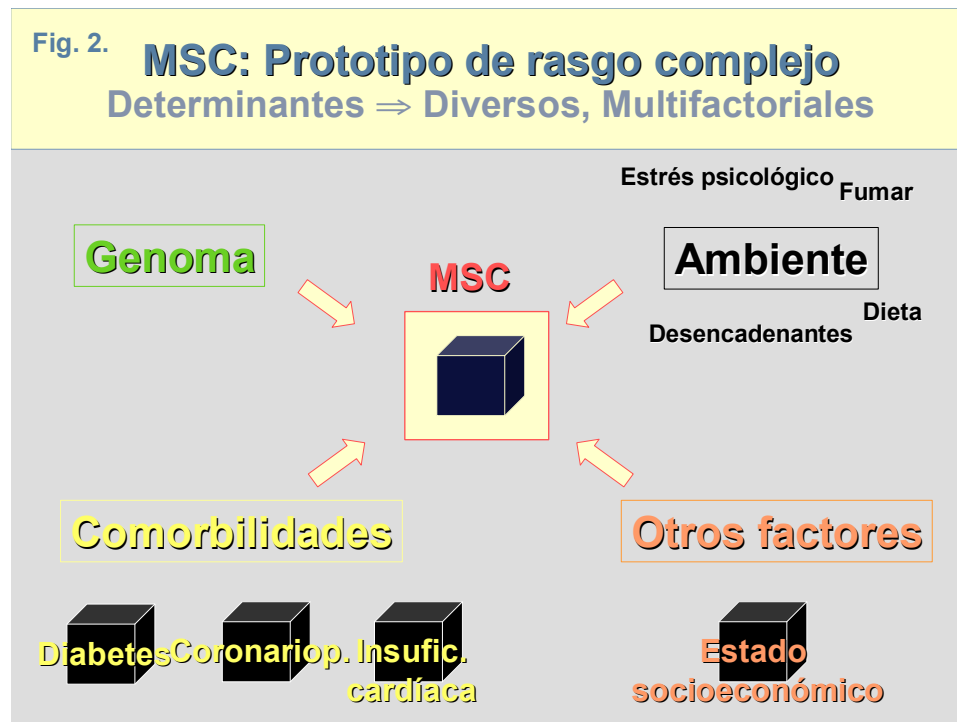 Fig. 2.
MSC: Prototipo de rasgo complejo
Determinantes ⇒ Diversos, Multifactoriales
Estrés psicológico
Fumar
Genoma
MSC
Ambiente
Dieta
Desencadenantes
Comorbilidades
Otros factores
Diabetes
Coronariop.
Insufic.
cardíaca
Estado
socioeconómico